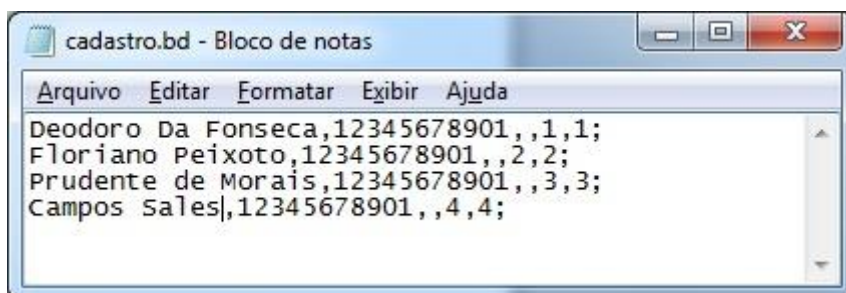 cadastro.bd - Bloco de notas
Arquivo Editar Formatar Exibir Ajuda
Deodoro Da Fonseca,12345678901,,1,1;
Floriano Peixoto,12345678901,,2,2;
Prudente de Morais,12345678901,,3,3;
Campos Sales,12345678901,,4,4;